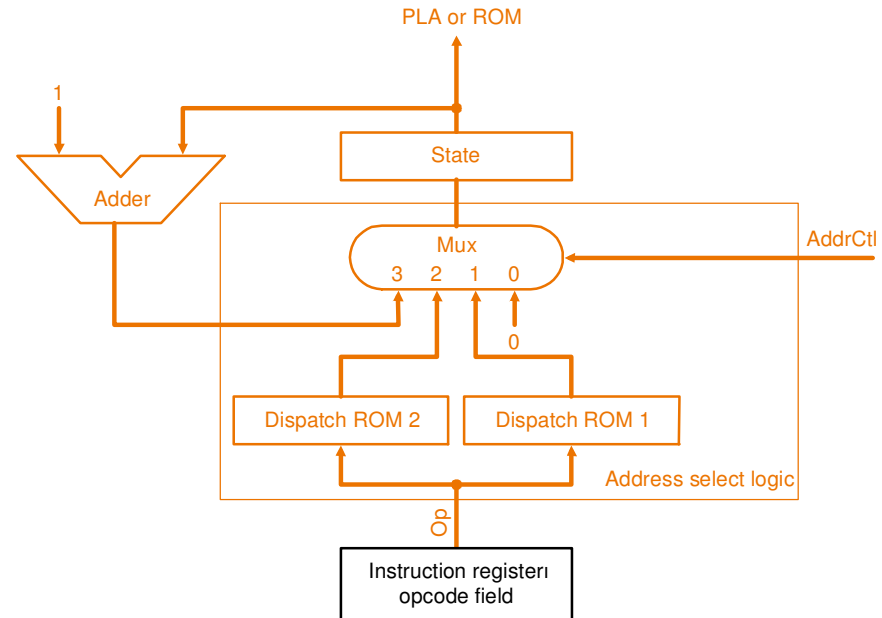 PLA or ROM
1
State
Adder
Mux
AddrCtl
3 2 1 0
0
Dispatch ROM 2
Dispatch ROM 1
Address select logic
Op
Instruction registerı
opcode field